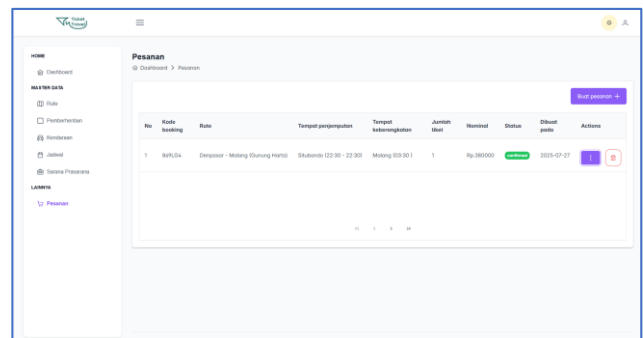 Ticket
Travel
HOME
Dashboard
MASTER DATA
Rute
Pemberhentian
Kendaraan
Jadwal
Sarana Prasarana
LAINNYA
Pesanan
Pesanan
Dashboard > Pesanan
Buat pesanan +
No Kode booking Rute Tempat penjemputan Tempat keberangkatan Jumlah tiket Nominal Status Dibuat pada Actions
1 Denpasar - Malang (Gunung Harta) Situbondo (22:30 - 22:30) Malang (03:30 ) 1 Rp.380000 confirmed 2025-07-27